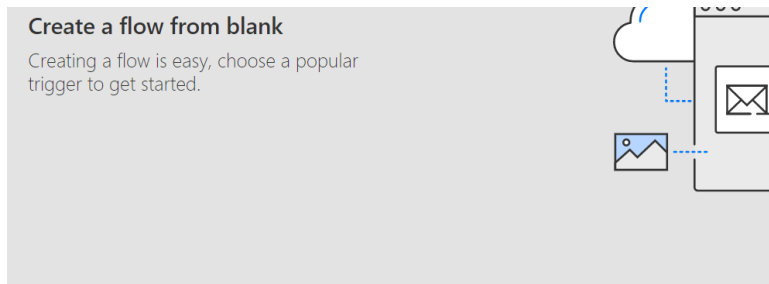 Create a flow from blank
Creating a flow is easy, choose a popular
trigger to get started.